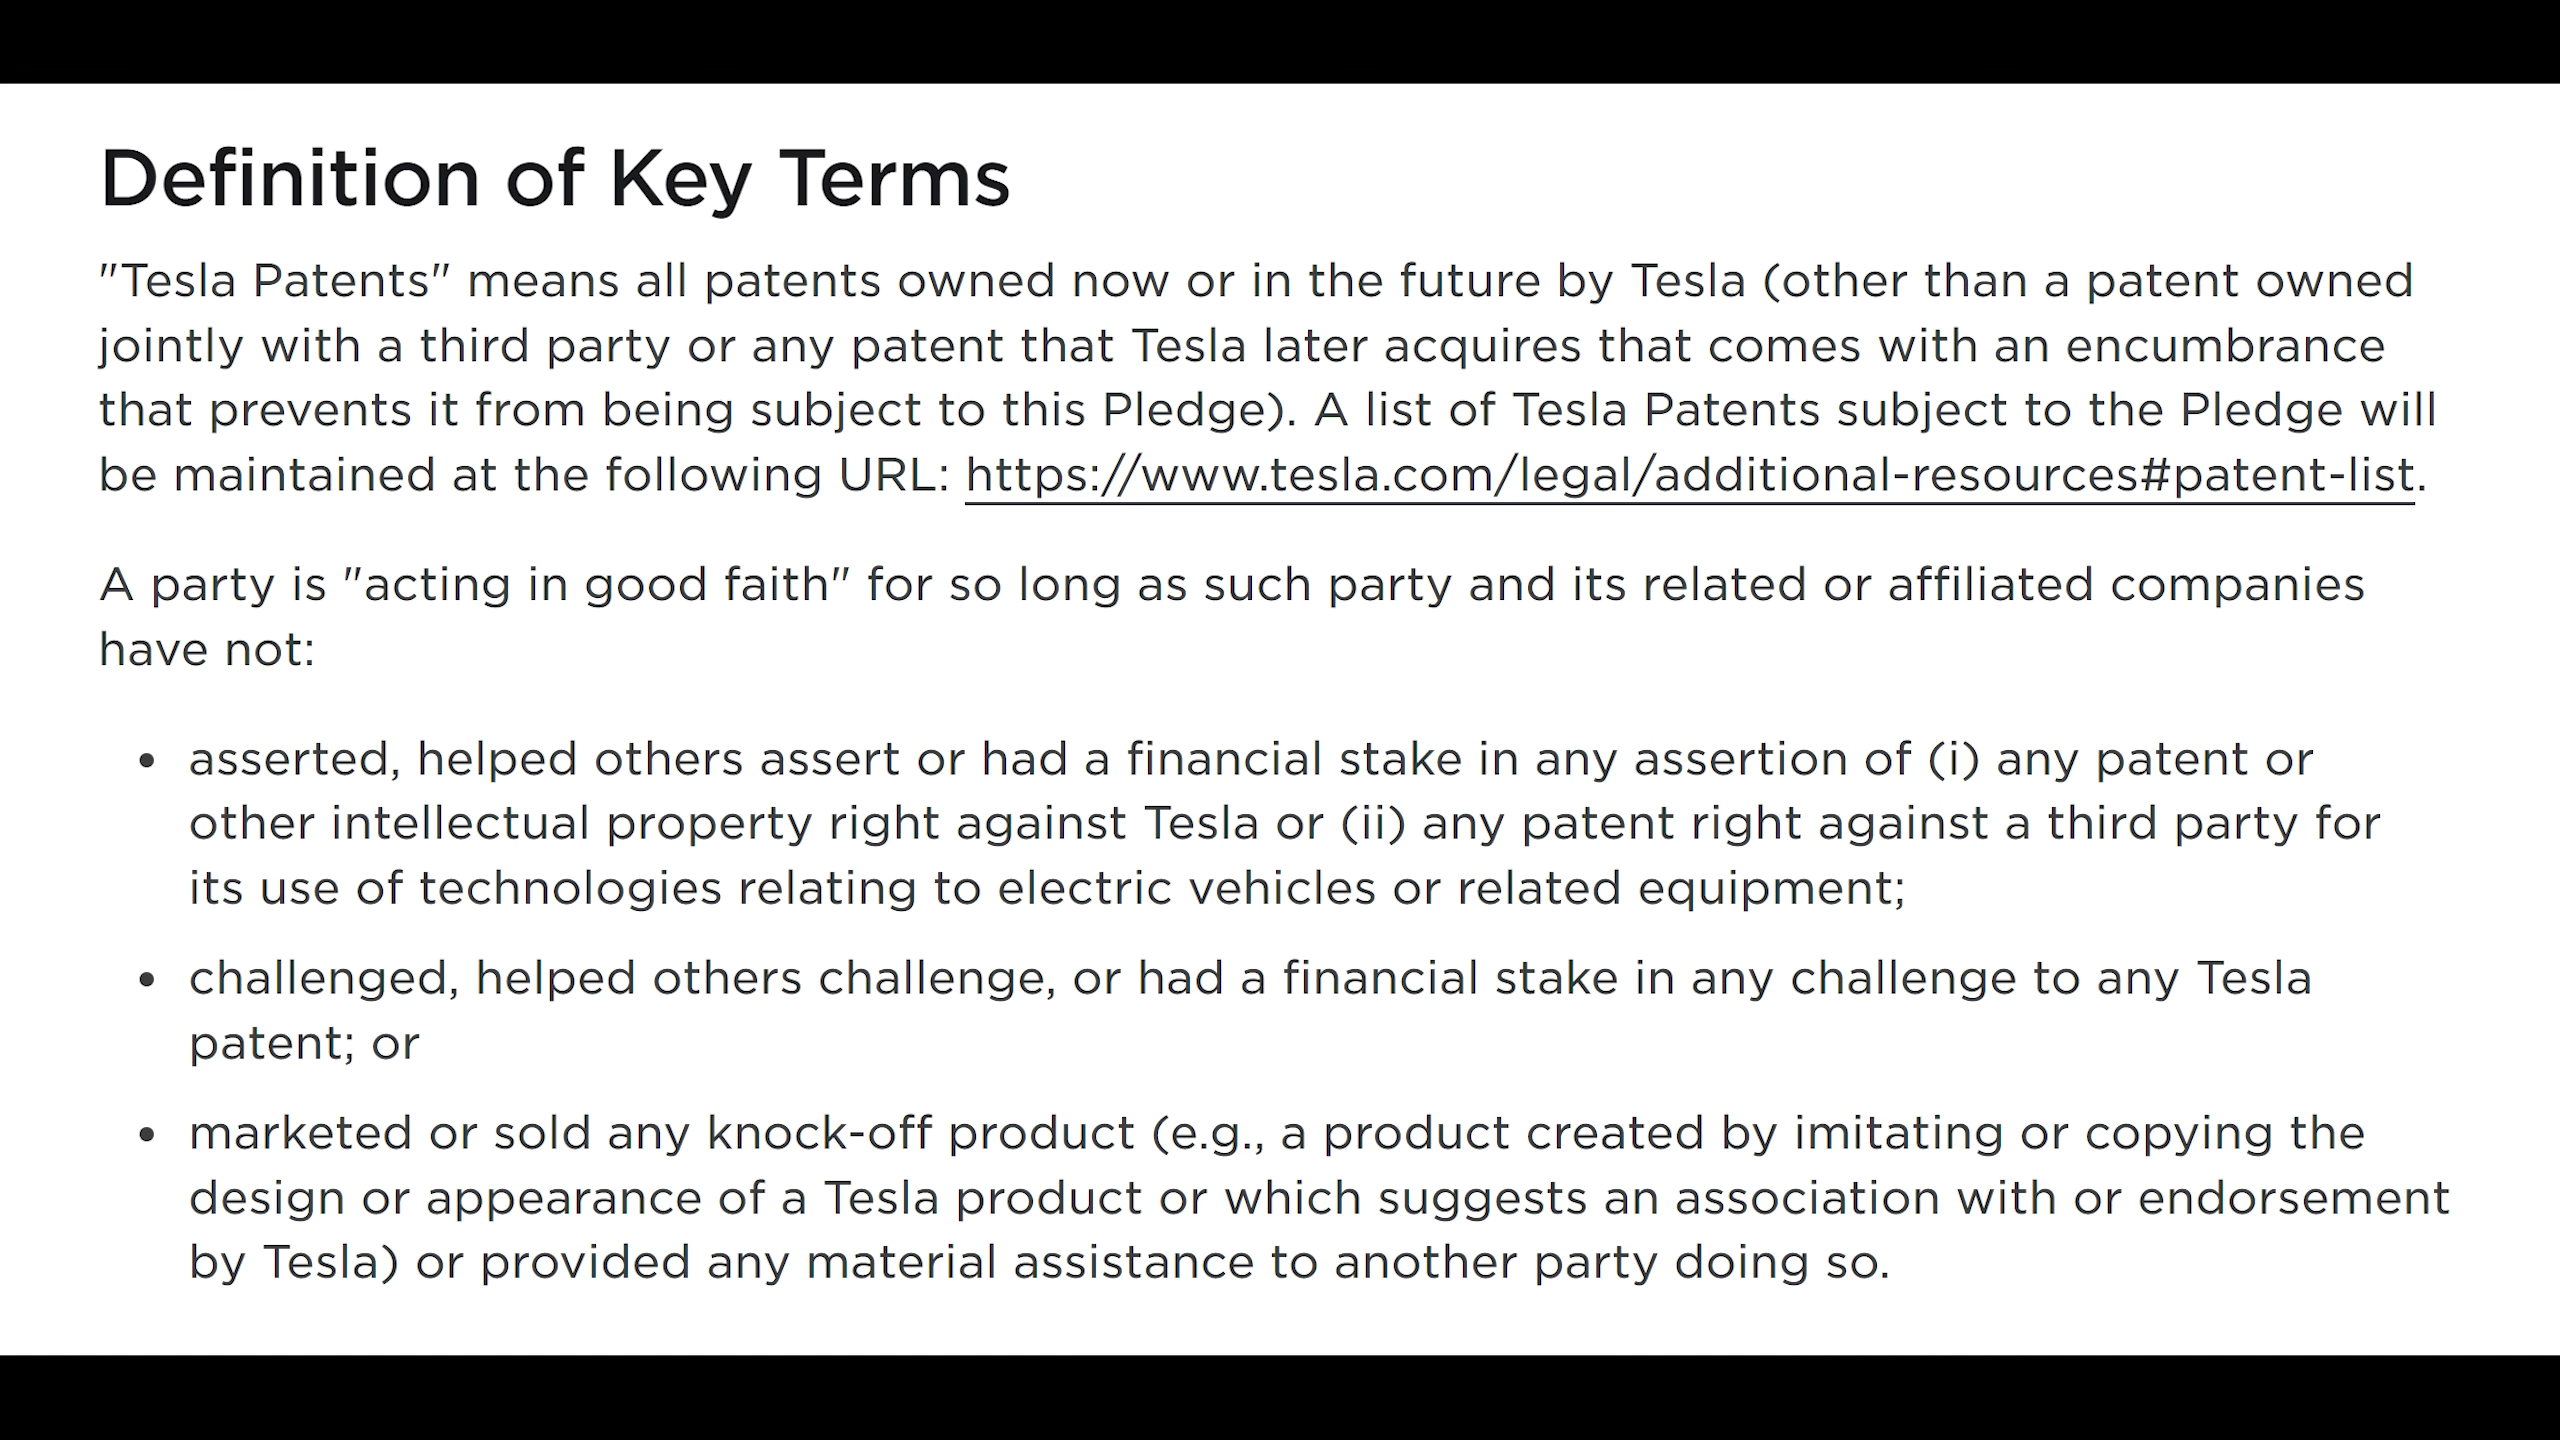 Definition of Key Terms
"Tesla Patents" means all patents owned now or in the future by Tesla (other than a patent owned
jointly with a third party or any patent that Tesla later acquires that comes with an encumbrance
that prevents it from being subject to this Pledge). A list of Tesla Patents subject to the Pledge will
be maintained at the following URL: https://www.tesla.com/legal/additional-resources#patent-list.
A party is "acting in good faith" for so long as such party and its related or affiliated companies
have not:
• asserted, helped others assert or had a financial stake in any assertion of (i) any patent or
other intellectual property right against Tesla or (ii) any patent right against a third party for
its use of technologies relating to electric vehicles or related equipment;
• challenged, helped others challenge, or had a financial stake in any challenge to any Tesla
patent; or
• marketed or sold any knock-off product (e.g., a product created by imitating or copying the
design or appearance of a Tesla product or which suggests an association with or endorsement
by Tesla) or provided any material assistance to another party doing so.